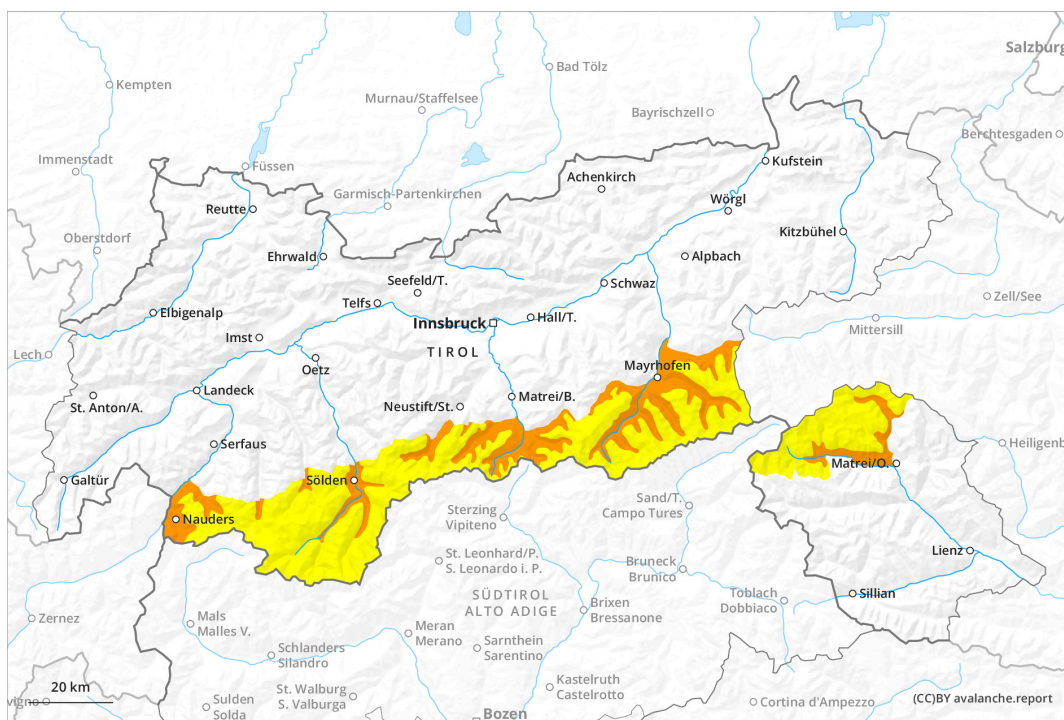 Salzburg
Bad Tölz
Kempten
Murnau/Staffelsee
Bayrischzell
Berchtesgaden
Immenstadt
Füssen
Kufstein
Achenkirch
Garmisch-Partenkirchen
Reutte
Wörgl
Kitzbühel
Oberstdorf
Ehrwald
Alpbach
Seefeld/T.
Schwaz
Zell/See
Telfs
Elbigenalp
Innsbruck
Hall/T.
Mittersill
Imst
TIROL
Lech
Oetz
Mayrhofen
Landeck
St. Anton/A.
Neustift/St.
Matrei/B.
Serfaus
Heiligenb
Matrei/O.
Galtür
Sölden
Sand/T.
Campo Tures
Nauders
Sterzing
Vipiteno
Lienz
St. Leonhard/P.
S. Leonardo i. P.
Bruneck
Brunico
SÜDTIROL
ALTO ADIGE
Toblach
Dobbiaco
Sillian
Brixen
Bressanone
Zernez
Mals
Malles V.
Meran
Merano
Sarnthein
Sarentino
Schlanders
Silandro
Kastelruth
Castelrotto
20 km
St. Walburg
S. Valburga
vigno
Sulden
Solda
Cortina d'Ampezzo
(CC)BY avalanche.report
Bozen